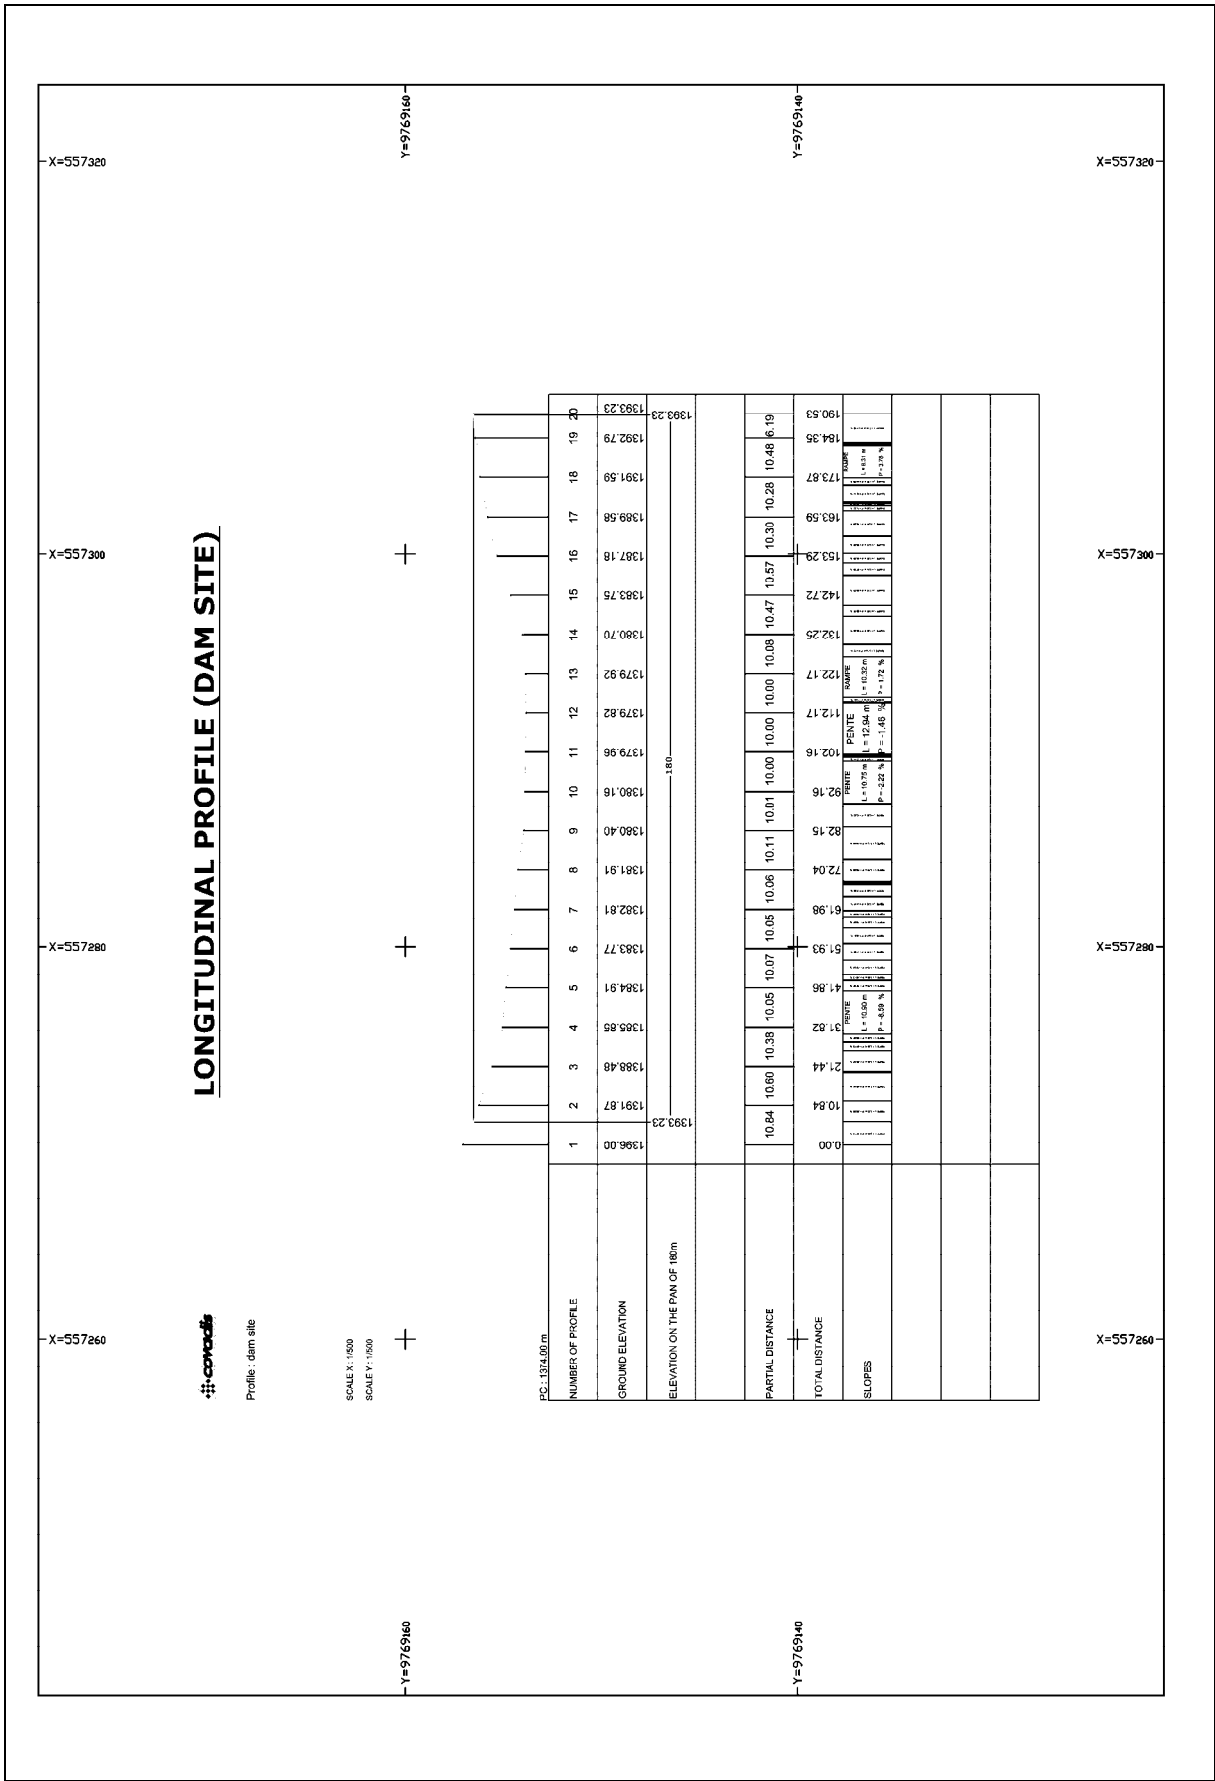 LONGITUDINAL PROFILE (DAM SITE)
covadis
Profile : dam site
SCALE X : 1/500
SCALE Y : 1/500
X=557260
X=557280
X=557300
X=557320
Y=9769160
Y=9769160
PC : 1374.00 m
NUMBER OF PROFILE 1 2 3 4 5 6 7 8 9 10 11 12 13 14 15 16 17 18 19 20
GROUND ELEVATION 1396.00 1391.87 1388.48 1385.85 1384.91 1383.77 1382.81 1381.91 1380.40 1380.16 1379.96 1379.82 1379.92 1380.70 1383.75 1387.18 1389.58 1391.59 1392.79 1393.23
ELEVATION ON THE PAN OF 180m 1393.23 180 1393.23
PARTIAL DISTANCE 10.84 10.60 10.38 10.05 10.07 10.05 10.06 10.11 10.01 10.00 10.00 10.00 10.08 10.47 10.57 10.30 10.28 10.48 6.19
Y=9769140
Y=9769140
TOTAL DISTANCE 0.00 10.84 21.44 31.82 41.86 51.93 61.98 72.04 82.15 92.16 102.16 112.17 122.17 132.25 142.72 153.29 163.59 173.87 184.35 190.53
SLOPES
PENTE
L = 10.90 m
P = -8.59 %
PENTE
L = 10.75 m
P = -2.22 %
PENTE
L = 12.94 m
P = -1.46 %
RAMPE
L = 10.32 m
P = 1.72 %
RAMPE
X=557260
X=557280
X=557300
X=557320